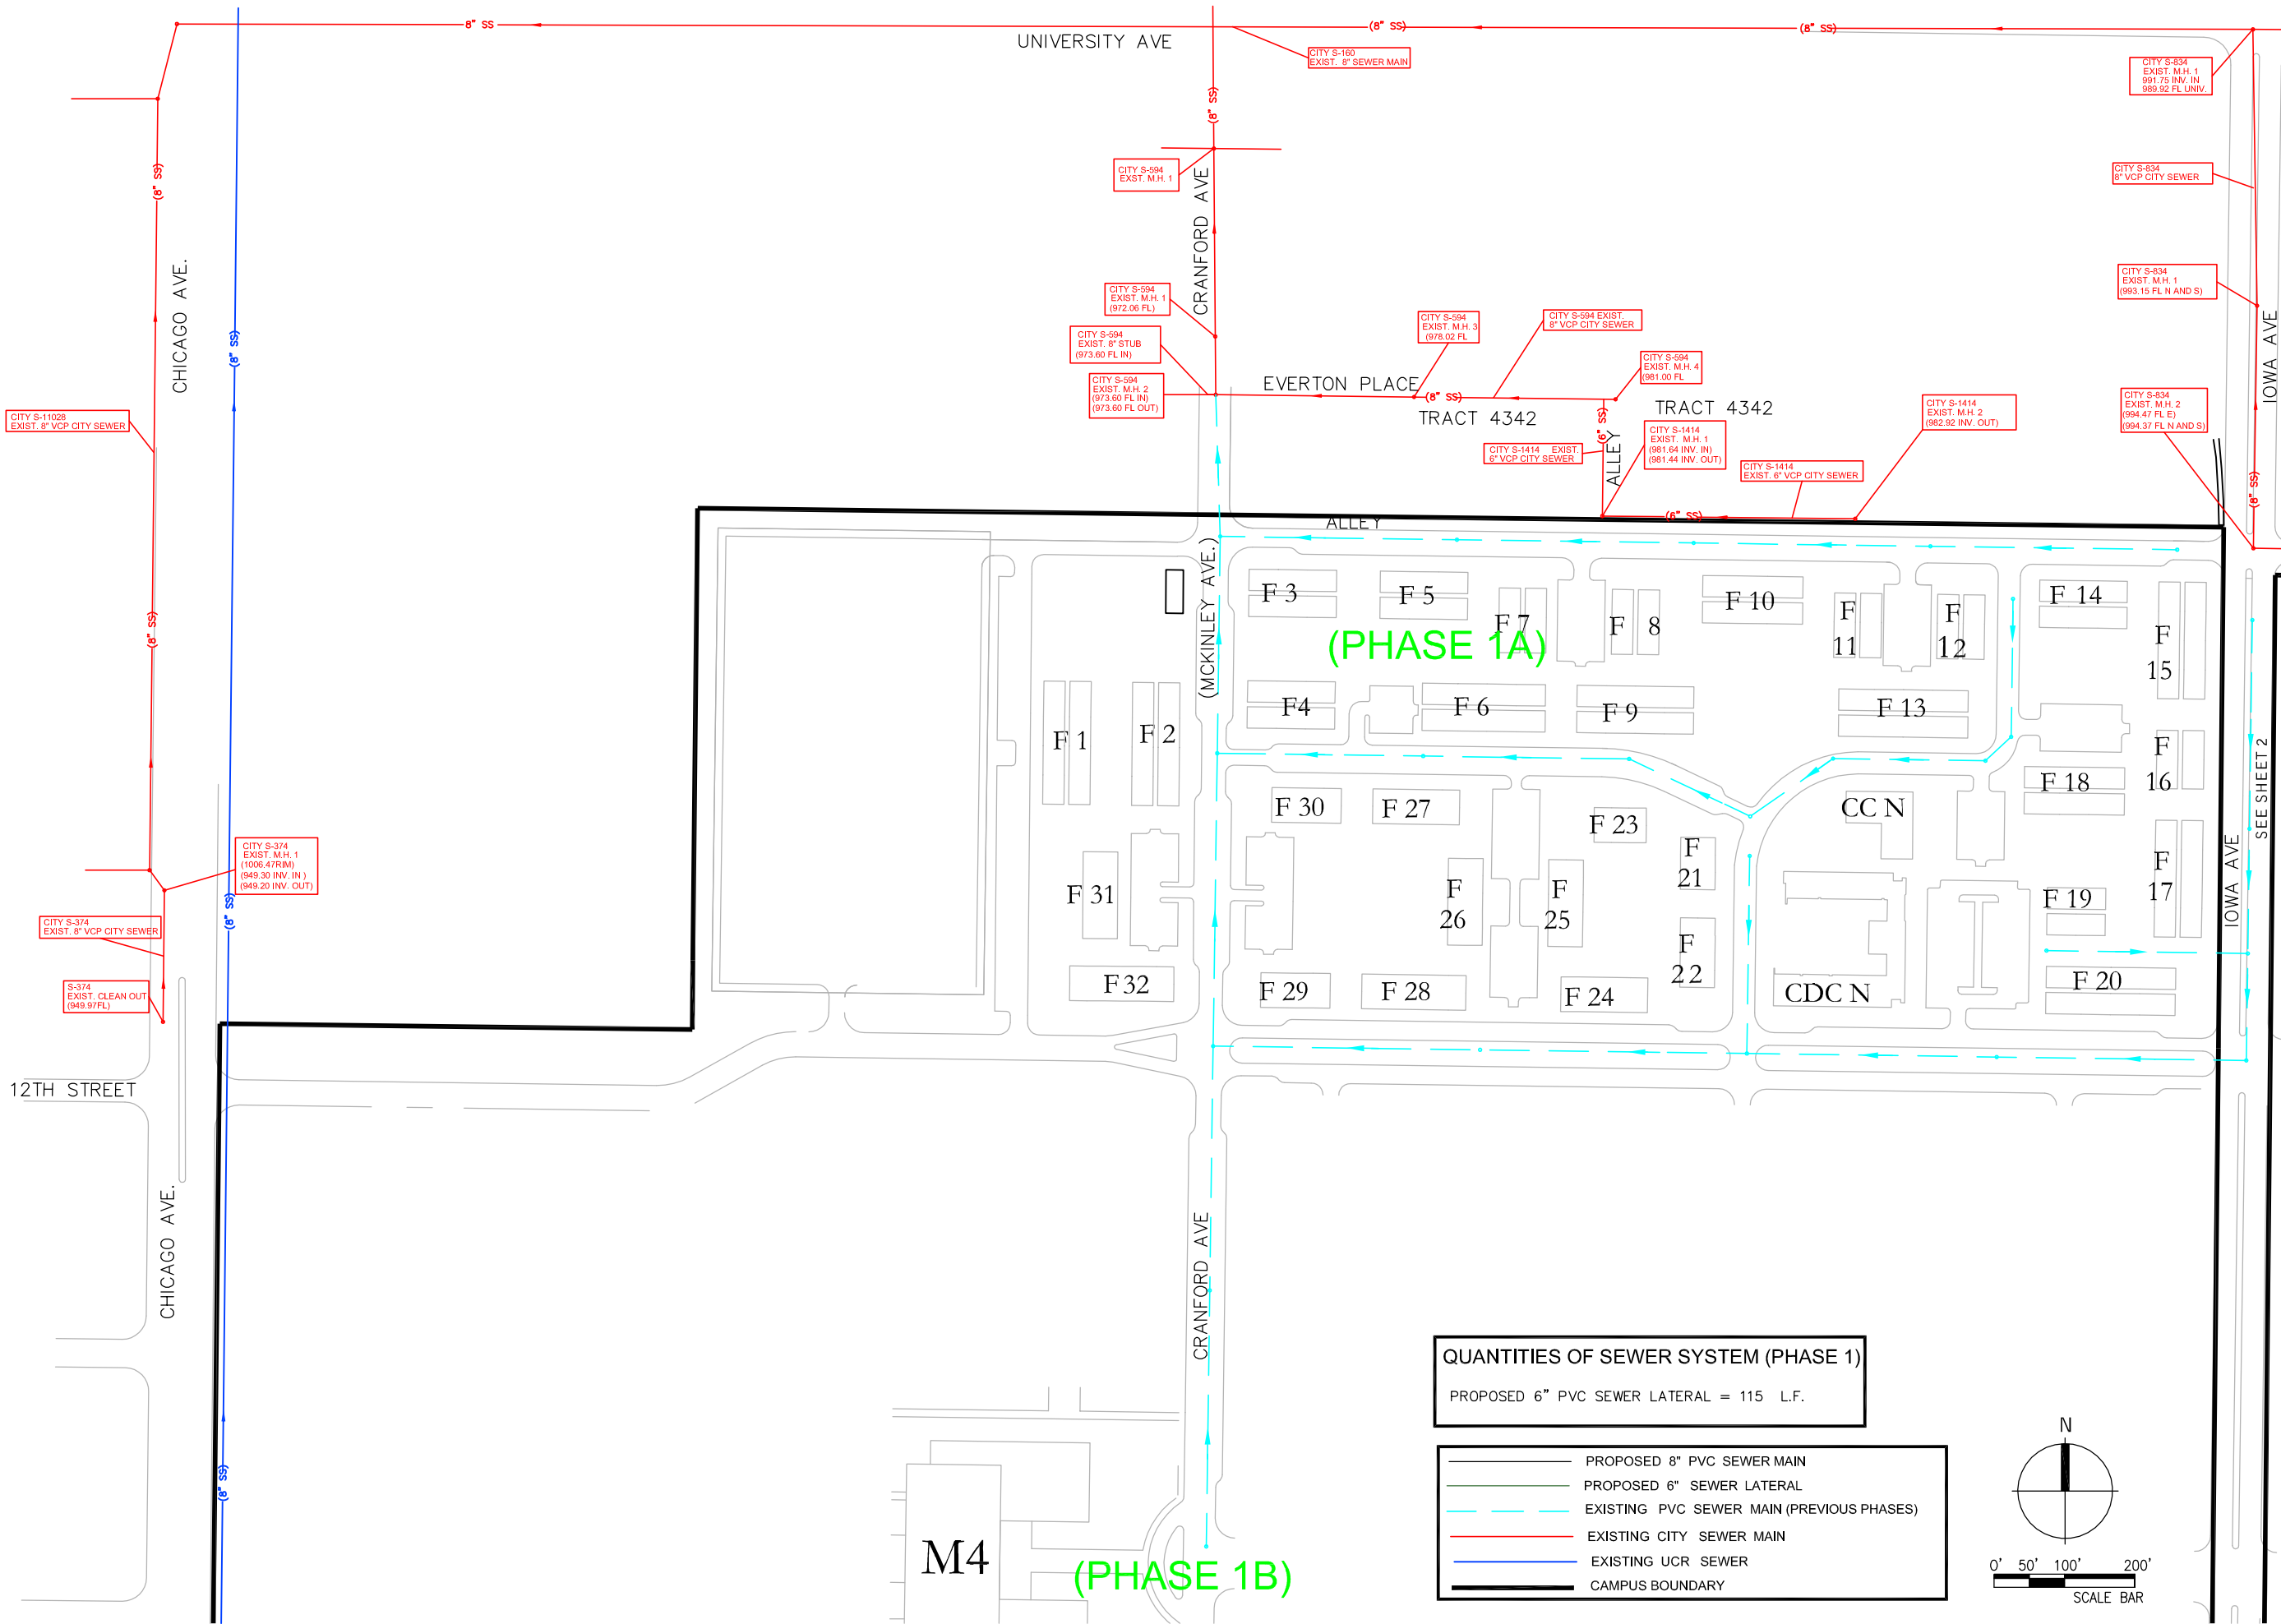 8" SS
(8" SS)
(8" SS)
UNIVERSITY AVE
CITY S-160
EXIST. 8" SEWER MAIN
CITY S-834
EXIST. M.H. 1
991.75 INV. IN
989.92 FL UNIV.
(8" SS)
(8" SS)
CITY S-594
EXST. M.H. 1
CITY S-834
8" VCP CITY SEWER
CRANFORD AVE
CHICAGO AVE.
CITY S-594
EXIST. M.H. 1
(972.06 FL)
CITY S-834
EXIST. M.H. 1
(993.15 FL N AND S)
IOWA AVE
(8" SS)
CITY S-594
EXIST. 8" STUB
(973.60 FL IN)
CITY S-594
EXIST. M.H. 3
(978.02 FL
CITY S-594 EXIST.
8" VCP CITY SEWER
CITY S-594
EXIST. M.H. 4
(981.00 FL
CITY S-594
EXIST. M.H. 2
(973.60 FL IN)
(973.60 FL OUT)
EVERTON PLACE
(8" SS)
TRACT 4342
TRACT 4342
(6" SS)
ALLEY
CITY S-834
EXIST. M.H. 2
(994.47 FL E)
(994.37 FL N AND S)
CITY S-11028
EXIST. 8" VCP CITY SEWER
CITY S-1414
EXIST. M.H. 2
(982.92 INV. OUT)
CITY S-1414
EXIST. M.H. 1
(981.64 INV. IN)
(981.44 INV. OUT)
CITY S-1414 EXIST.
6" VCP CITY SEWER
CITY S-1414
EXIST. 6" VCP CITY SEWER
(8" SS)
(6" SS)
ALLEY
(MCKINLEY AVE.)
(8" SS)
F 3
F 5
F 7
F 8
F 10
F
11
F
12
F 14
F
15
(PHASE 1A)
F4
F 6
F 9
F 13
F 1
F 2
F
16
F 18
SEE SHEET 2
F 30
F 27
F 23
CC N
F
21
F
17
IOWA AVE
CITY S-374
EXIST. M.H. 1
(1006.47RIM)
(949.30 INV. IN )
(949.20 INV. OUT)
(8" SS)
F 31
F
26
F
25
F 19
CITY S-374
EXIST. 8" VCP CITY SEWER
F
22
S-374
EXIST. CLEAN OUT
(949.97FL)
F 32
F 29
F 28
F 24
CDC N
F 20
12TH STREET
CHICAGO AVE.
CRANFORD AVE
(8" SS)
M4
(PHASE 1B)
QUANTITIES OF SEWER SYSTEM (PHASE 1)
PROPOSED 6" PVC SEWER LATERAL = 115 L.F.
PROPOSED 8" PVC SEWER MAIN
PROPOSED 6" SEWER LATERAL
EXISTING PVC SEWER MAIN (PREVIOUS PHASES)
EXISTING CITY SEWER MAIN
EXISTING UCR SEWER
CAMPUS BOUNDARY
N
0' 50' 100' 200'
SCALE BAR